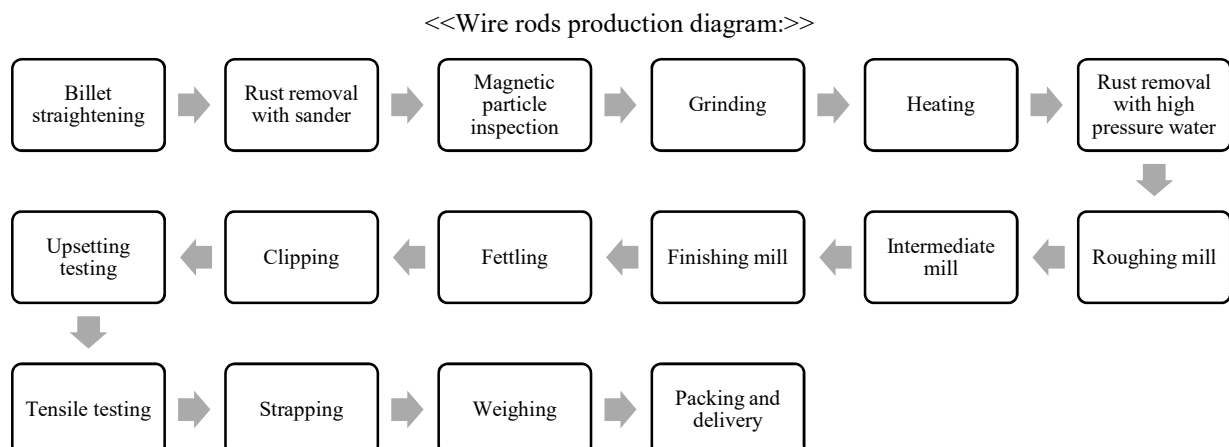 <<Wire rods production diagram:>>
Billet
straightening
Rust removal
with sander
Magnetic
particle
inspection
Grinding
Heating
Rust removal
with high
pressure water
Roughing mill
Intermediate
mill
Finishing mill
Fettling
Clipping
Upsetting
testing
Tensile testing
Strapping
Weighing
Packing and
delivery